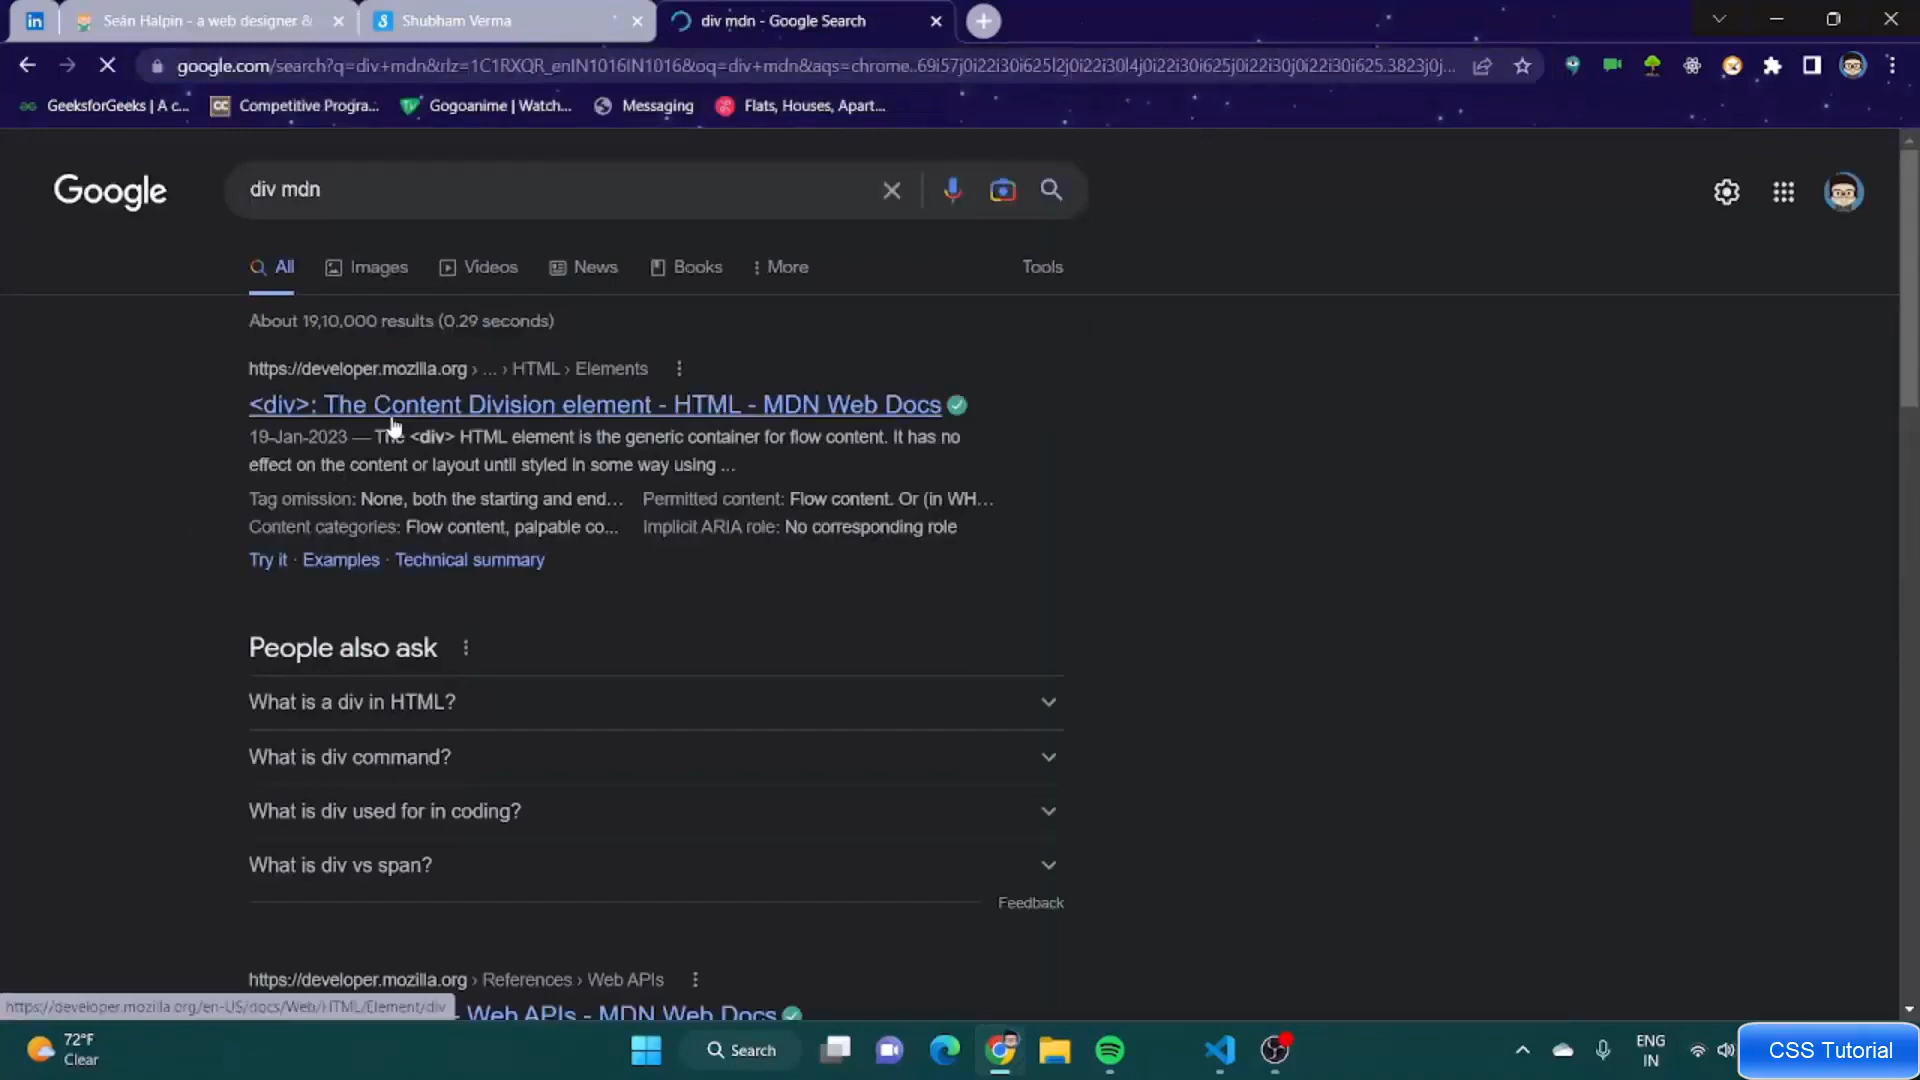 Seán Halpin - a web designer &
Shubham Verma
div mdn - Google Search
google.com/search?q=div+mdn&rlz=1C1RXQR_enIN1016IN1016&oq=div+mdn&aqs=chrome..69i57j0i22i30i625l2j0i22i30l4j0i22i30i625j0i22i30j0i22i30i625.3823j0j...
GeeksforGeeks | A c...
Competitive Progra...
Gogoanime | Watch...
Messaging
Flats, Houses, Apart...
Google
div mdn
All
Images
Videos
News
Books
More
Tools
About 19,10,000 results (0.29 seconds)
https://developer.mozilla.org › ... › HTML › Elements
<div>: The Content Division element - HTML - MDN Web Docs
19-Jan-2023 — The <div> HTML element is the generic container for flow content. It has no
effect on the content or layout until styled in some way using ...
Tag omission: None, both the starting and end... Permitted content: Flow content. Or (in WH...
Content categories: Flow content, palpable co... Implicit ARIA role: No corresponding role
Try it · Examples · Technical summary
People also ask
What is a div in HTML?
What is div command?
What is div used for in coding?
What is div vs span?
Feedback
https://developer.mozilla.org › References › Web APIs
- Web APIs - MDN Web Docs
https://developer.mozilla.org/en-US/docs/Web/HTML/Element/div
72°F
Clear
Search
ENG
IN
CSS Tutorial